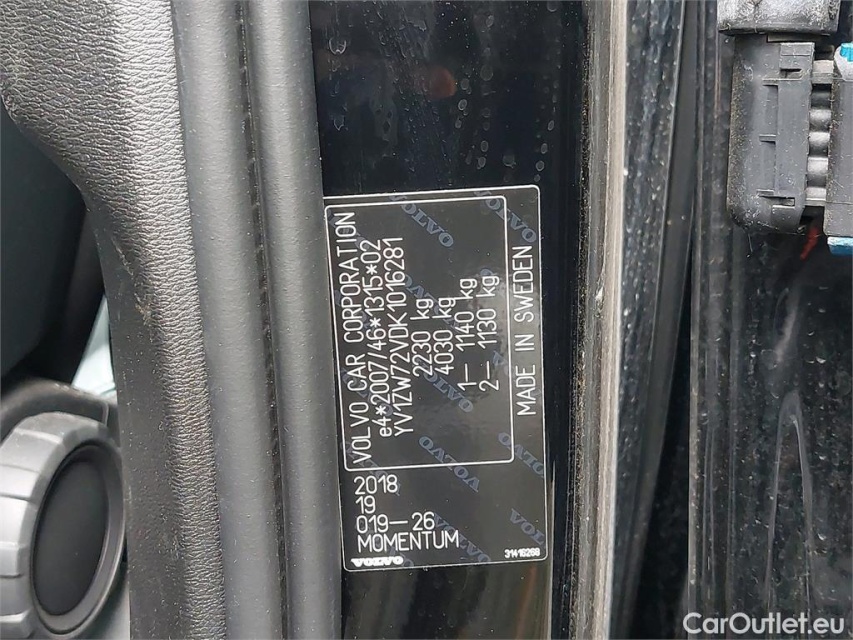 VOLVO CAR CORPORATION
e4*2007/46*1315*02
YV1ZW72VDK1016281
2230 kg
4030 kg
1— 1140 kg
2— 1130 kg
MADE IN SWEDEN
2018
19
019—26
MOMENTUM
VOLVO
31416268
CarOutlet.eu